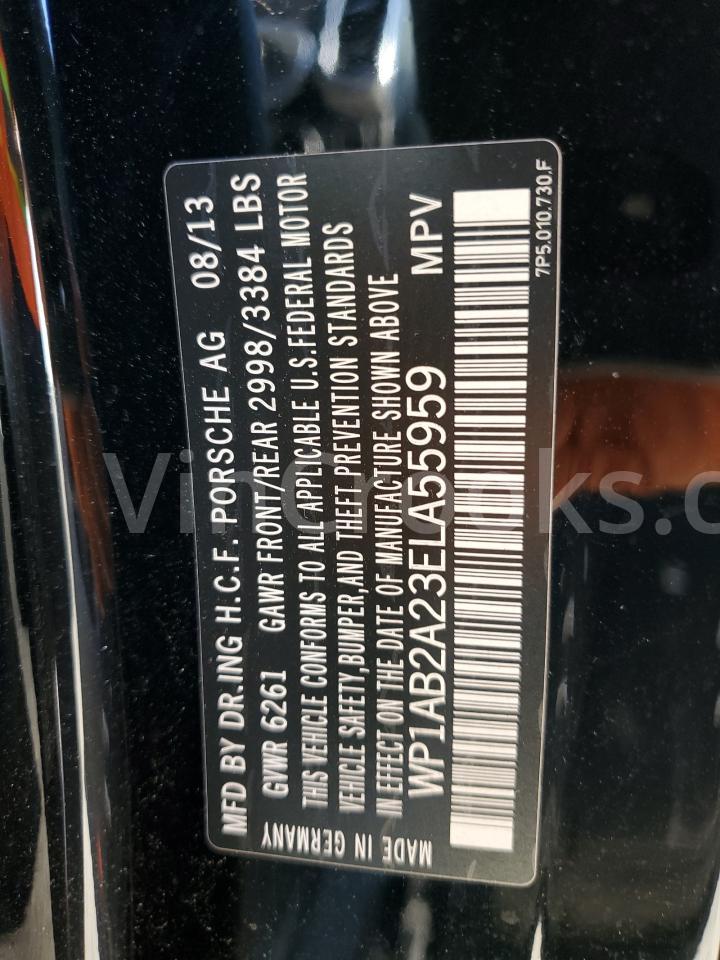 MFD BY DR.ING H.C.F. PORSCHE AG 08/13
GVWR 6261 GAWR FRONT/REAR 2998/3384 LBS
THIS VEHICLE CONFORMS TO ALL APPLICABLE U.S.FEDERAL MOTOR
VEHICLE SAFETY,BUMPER,AND THEFT PREVENTION STANDARDS
IN EFFECT ON THE DATE OF MANUFACTURE SHOWN ABOVE
WP1AB2A23ELA55959 MPV
7P5.010.730.F
MADE IN GERMANY
VinCrooks.c